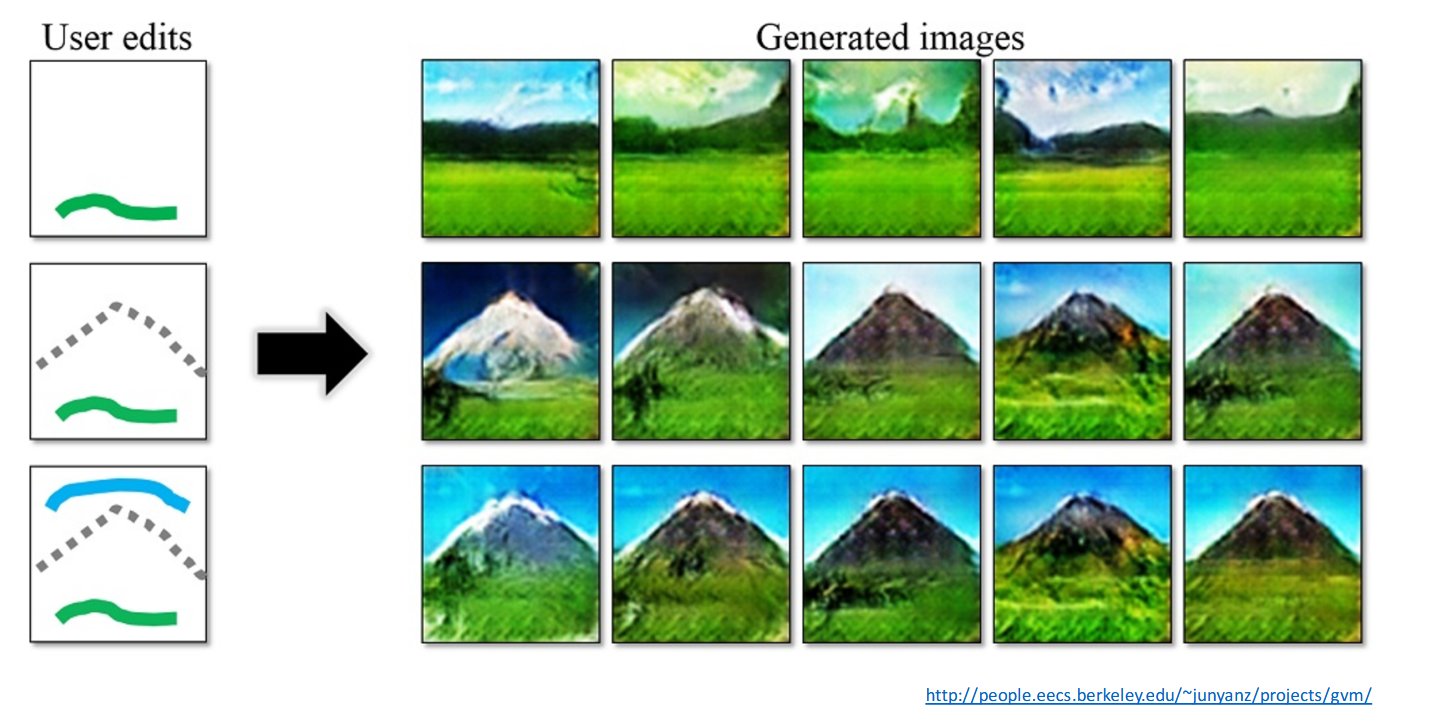 User edits
Generated images
http://people.eecs.berkeley.edu/~junyanz/projects/gvm/